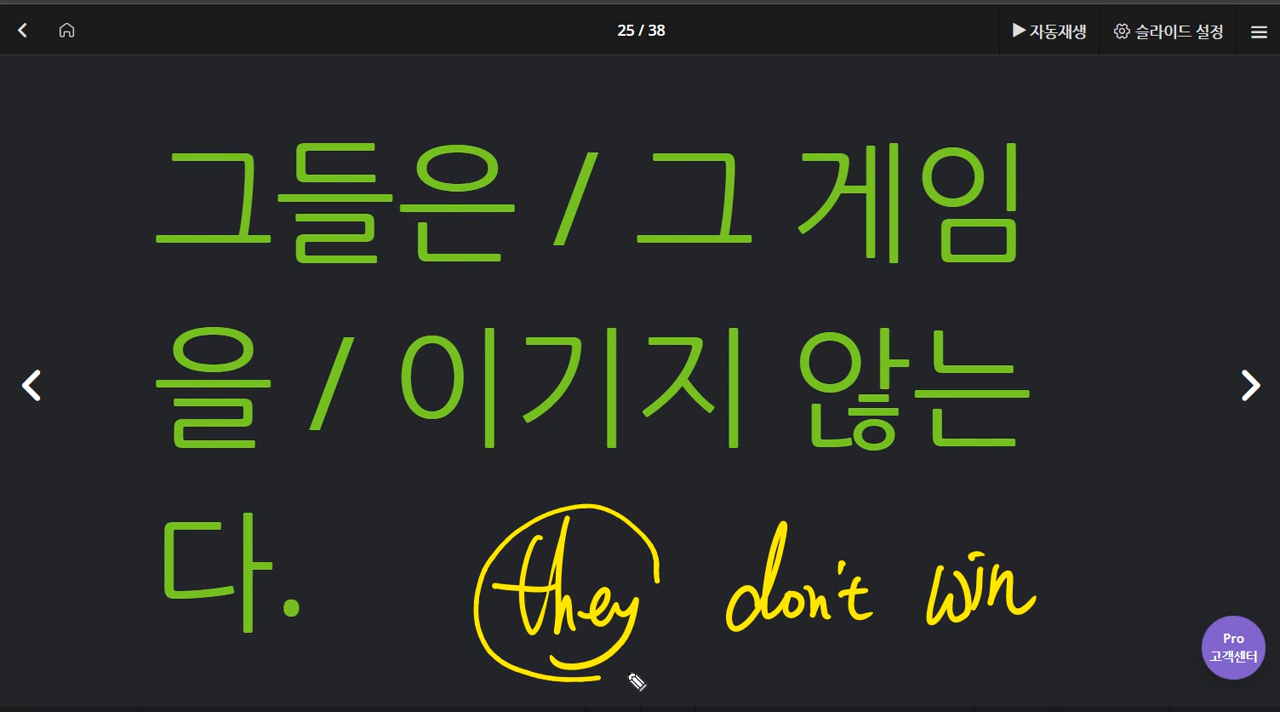 25 / 38
자동재생
슬라이드 설정
그들은 / 그 게임
을 / 이기지 않는
다.
they don't win
Pro
고객센터